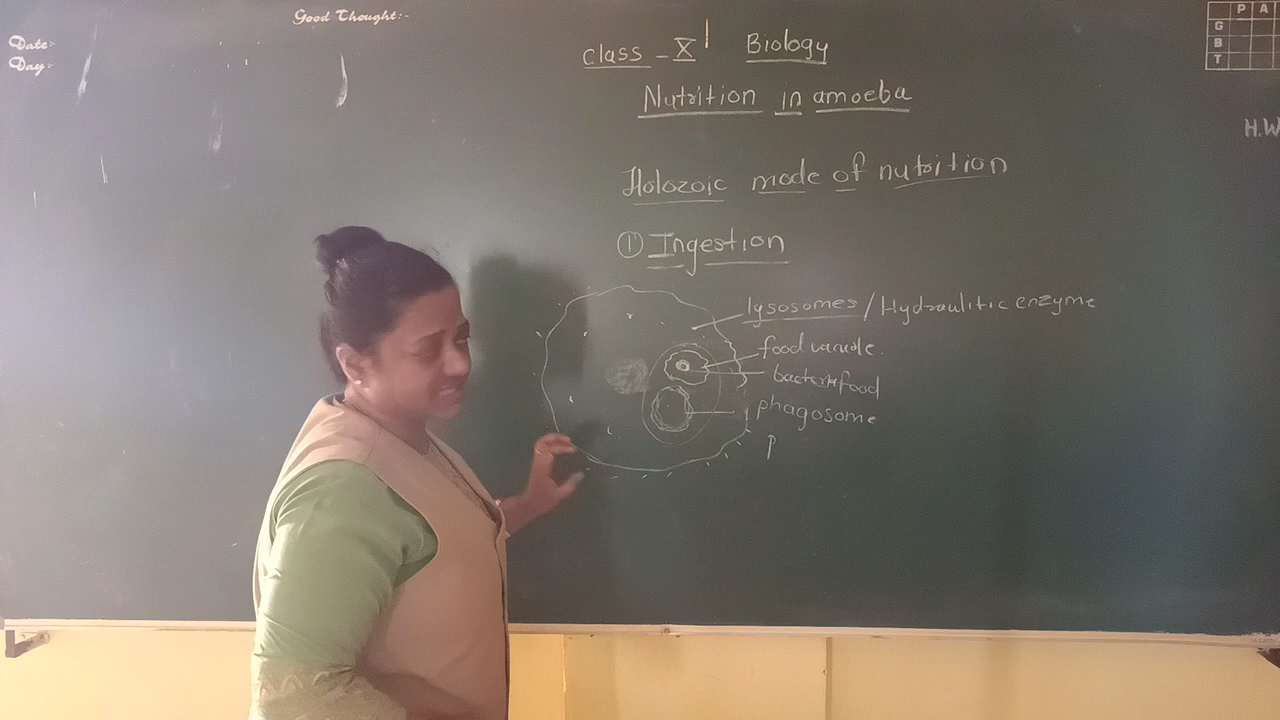 Good Thought:-
Date:-
Day:-
P A
G
B
T
H.W
Class - X Biology
Nutrition in amoeba
Holozoic mode of nutrition
① Ingestion
lysosomes / Hydraulitic enzyme
food vacuole.
bacteria food
phagosome
P